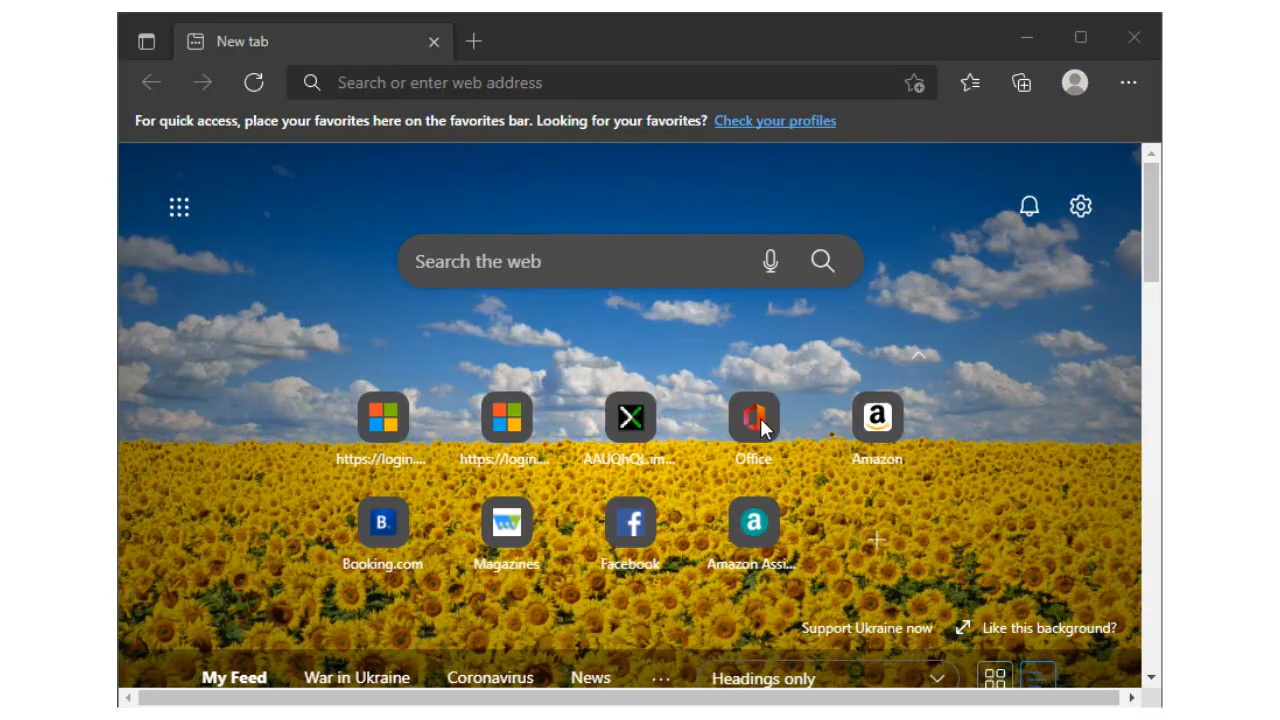 New tab
Search or enter web address
For quick access, place your favorites here on the favorites bar. Looking for your favorites? Check your profiles
Search the web
https://login.... https://login.... AAUQhQL.im... Office Amazon
Booking.com Magazines Facebook Amazon Assi...
Support Ukraine now Like this background?
My Feed War in Ukraine Coronavirus News ... Headings only